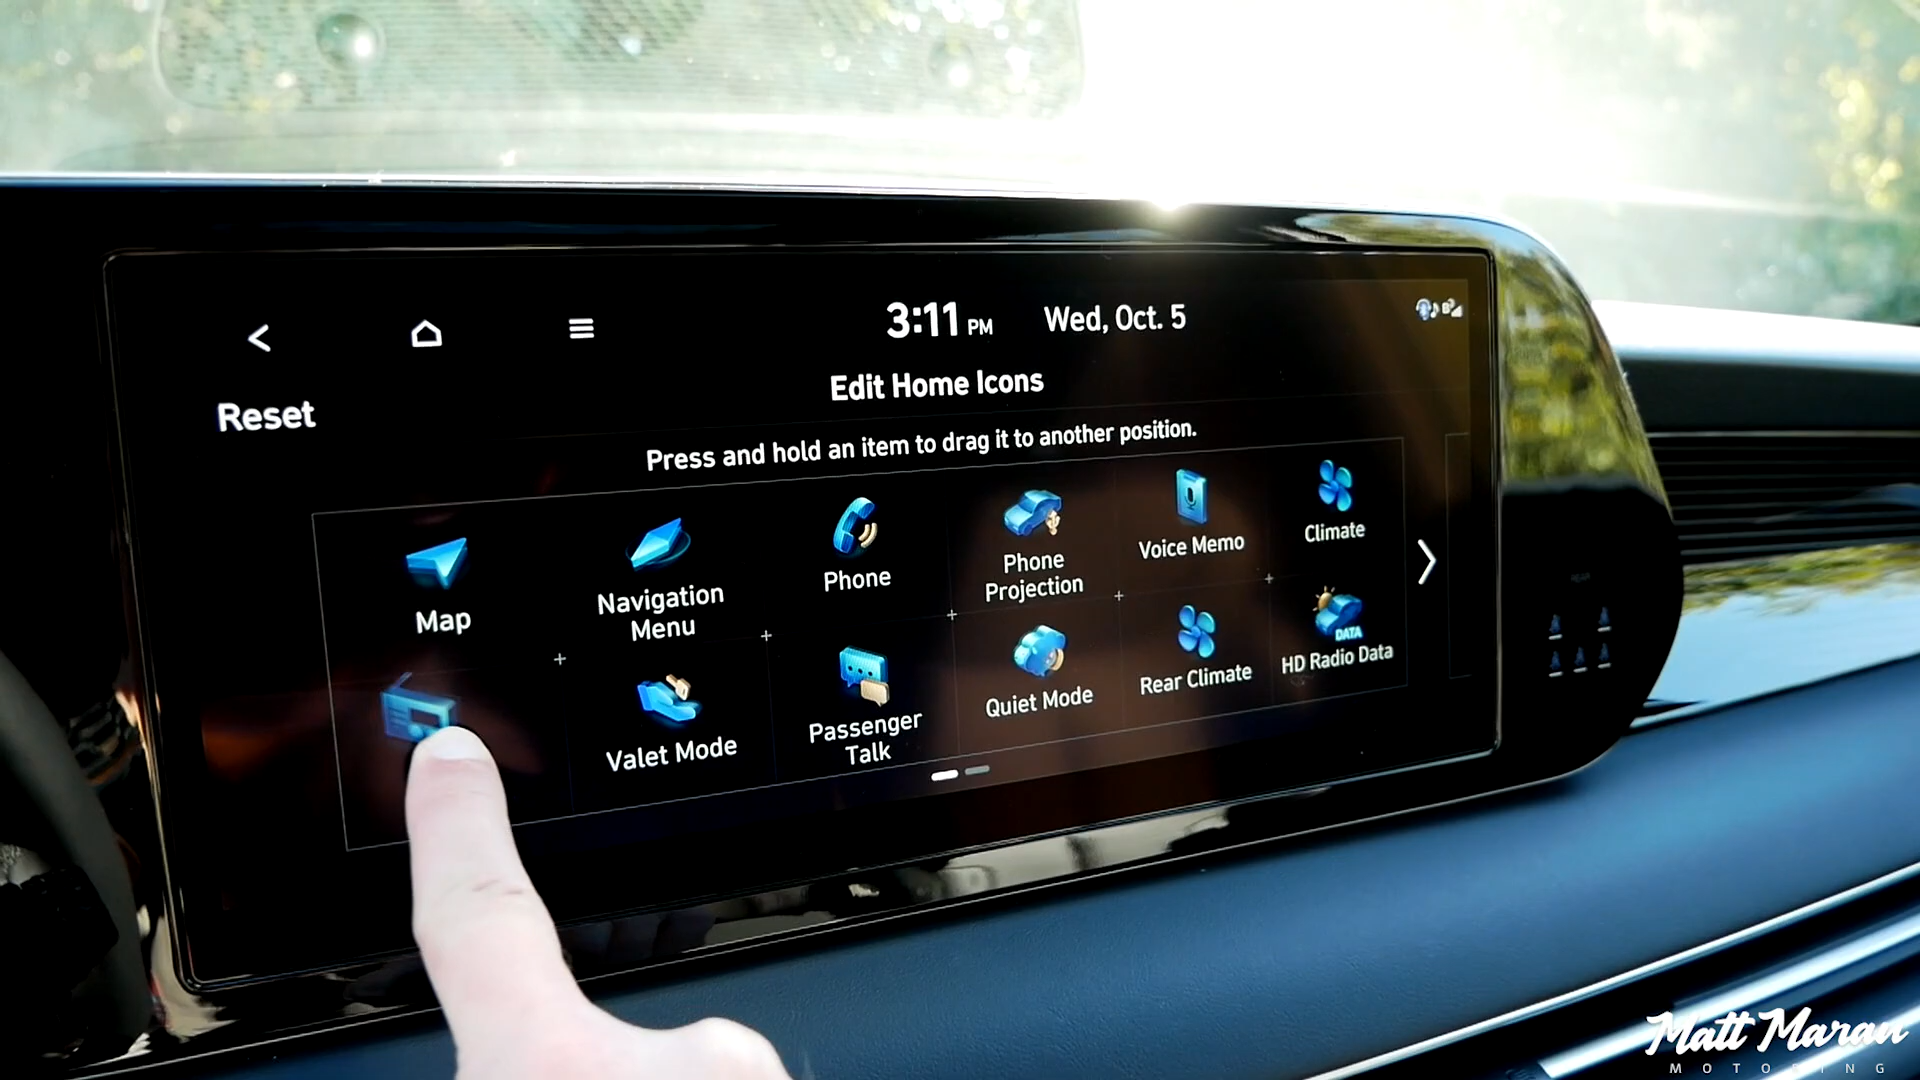 3:11 PM Wed, Oct. 5
Edit Home Icons
Reset
Press and hold an item to drag it to another position.
Map
Navigation
Menu
Phone
Phone
Projection
Voice Memo
Climate
Valet Mode
Passenger
Talk
Quiet Mode
Rear Climate
DATA
HD Radio Data
Matt Maran
MOTORING